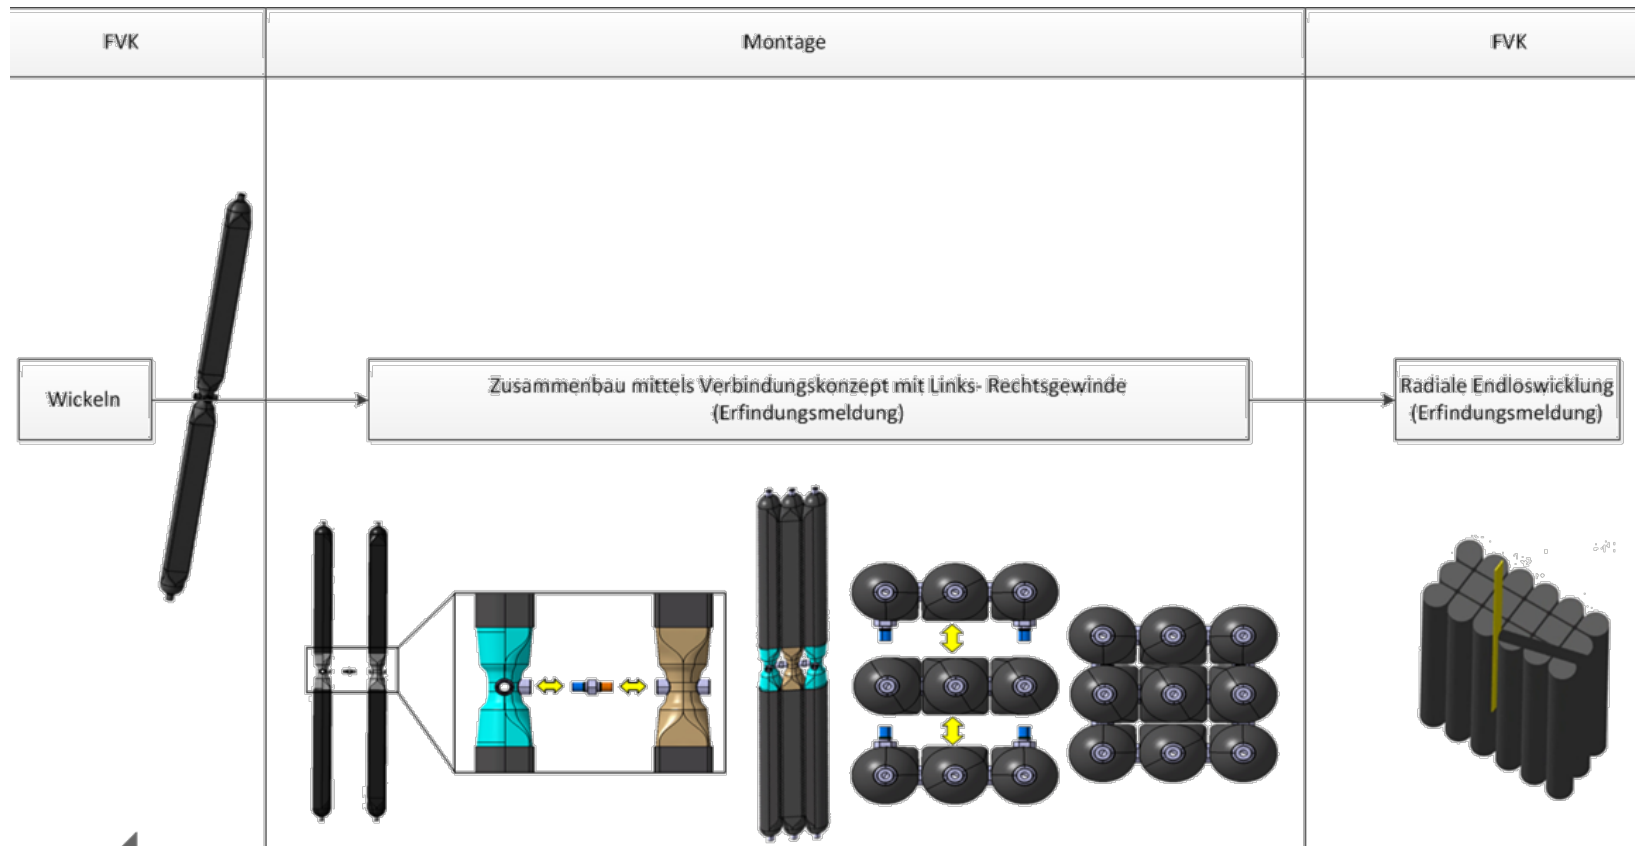 FVK
Montage
FVK
Wickeln
Zusammenbau mittels Verbindungskonzept mit Links- Rechtsgewinde
(Erfindungsmeldung)
Radiale Endloswicklung
(Erfindungsmeldung)